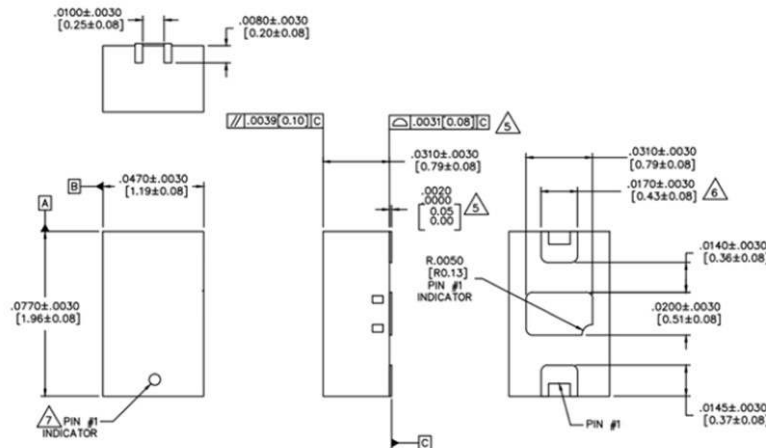 .0100±.0030
[0.25±0.08]
.0080±.0030
[0.20±0.08]
// .0039[0.10] C
⌓ .0031[0.08] C
5
.0310±.0030
[0.79±0.08]
.0310±.0030
[0.79±0.08]
B
.0470±.0030
[1.19±0.08]
.0020
.0000
[0.05
0.00]
5
.0170±.0030
[0.43±0.08]
6
A
.0140±.0030
[0.36±0.08]
R.0050
[R0.13]
PIN #1
INDICATOR
.0770±.0030
[1.96±0.08]
.0200±.0030
[0.51±0.08]
7
PIN #1
INDICATOR
PIN #1
.0145±.0030
[0.37±0.08]
C